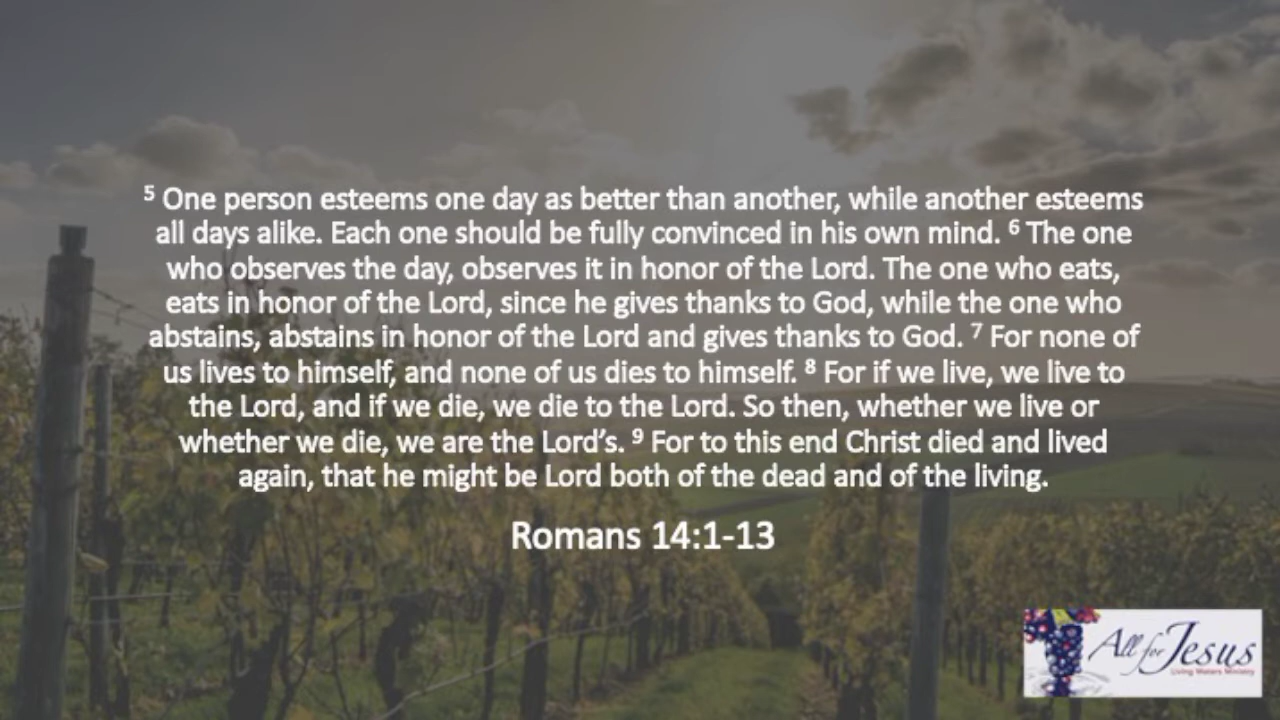 ⁵ One person esteems one day as better than another, while another esteems
all days alike. Each one should be fully convinced in his own mind. ⁶ The one
who observes the day, observes it in honor of the Lord. The one who eats,
eats in honor of the Lord, since he gives thanks to God, while the one who
abstains, abstains in honor of the Lord and gives thanks to God. ⁷ For none of
us lives to himself, and none of us dies to himself. ⁸ For if we live, we live to
the Lord, and if we die, we die to the Lord. So then, whether we live or
whether we die, we are the Lord’s. ⁹ For to this end Christ died and lived
again, that he might be Lord both of the dead and of the living.
Romans 14:1-13
All for Jesus
Living Waters Ministry